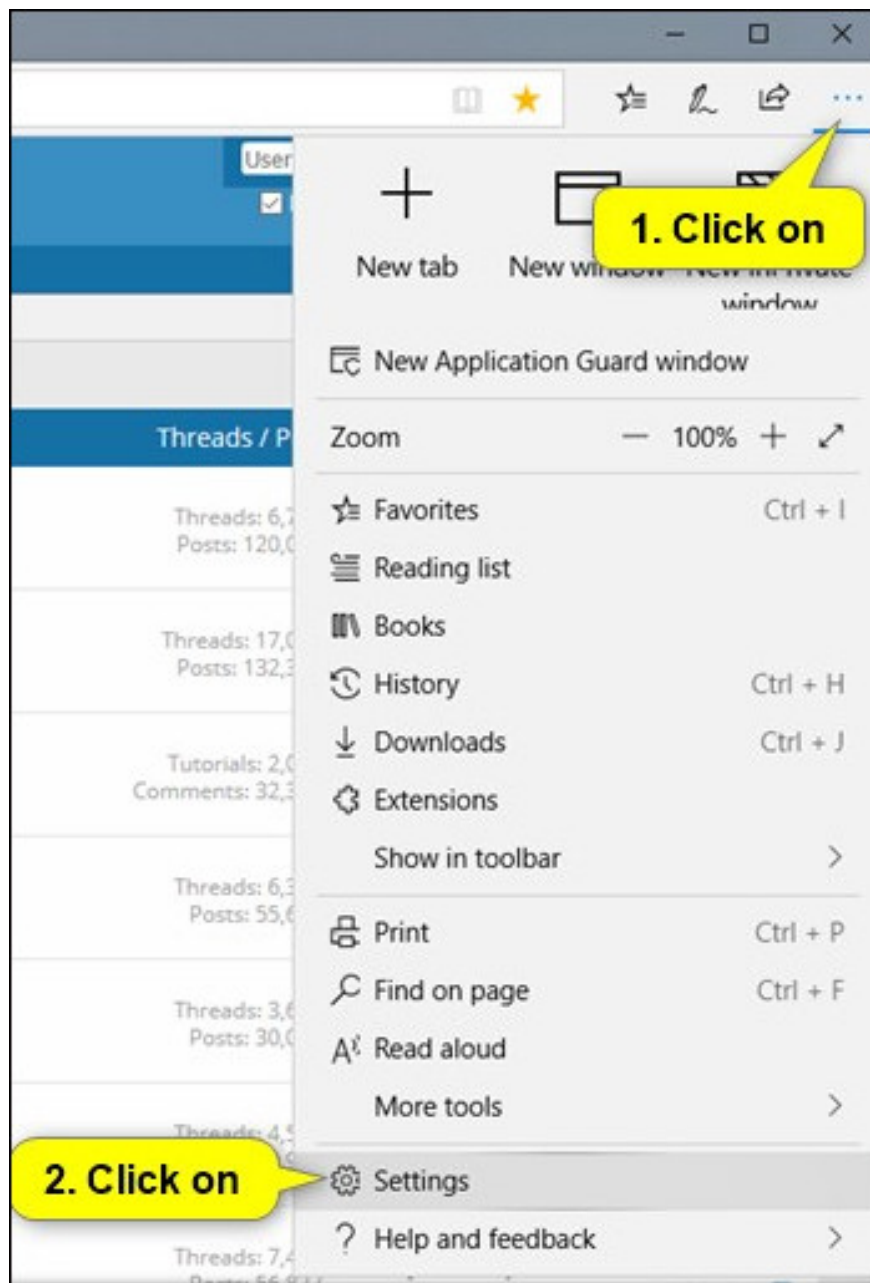 User
1. Click on
New tab
New window
New InPrivate
window
New Application Guard window
Threads / P
Zoom
100%
Favorites Ctrl + I
Threads: 6,7
Posts: 120,0
Reading list
Books
Threads: 17,0
Posts: 132,3
History Ctrl + H
Downloads Ctrl + J
Tutorials: 2,0
Comments: 32,3
Extensions
Show in toolbar
Threads: 6,3
Posts: 55,6
Print Ctrl + P
Find on page Ctrl + F
Threads: 3,6
Posts: 30,0
Read aloud
More tools
Threads: 4,5
2. Click on
Settings
Help and feedback
Threads: 7,4